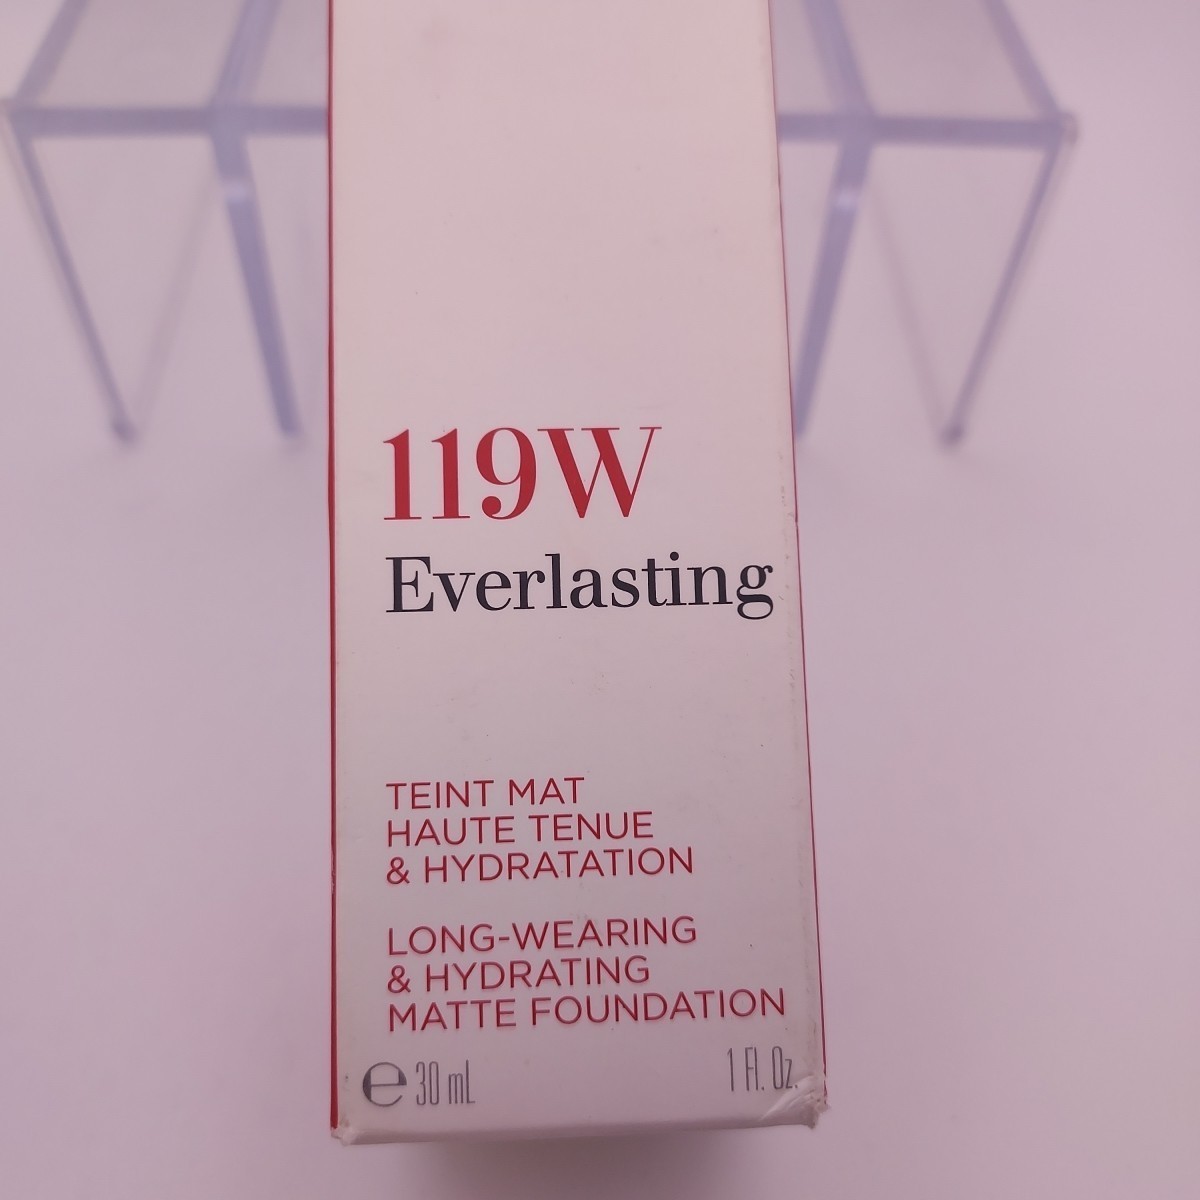 119W
Everlasting
TEINT MAT
HAUTE TENUE
& HYDRATATION
LONG-WEARING
& HYDRATING
MATTE FOUNDATION
℮ 30 mL 1 Fl. Oz.